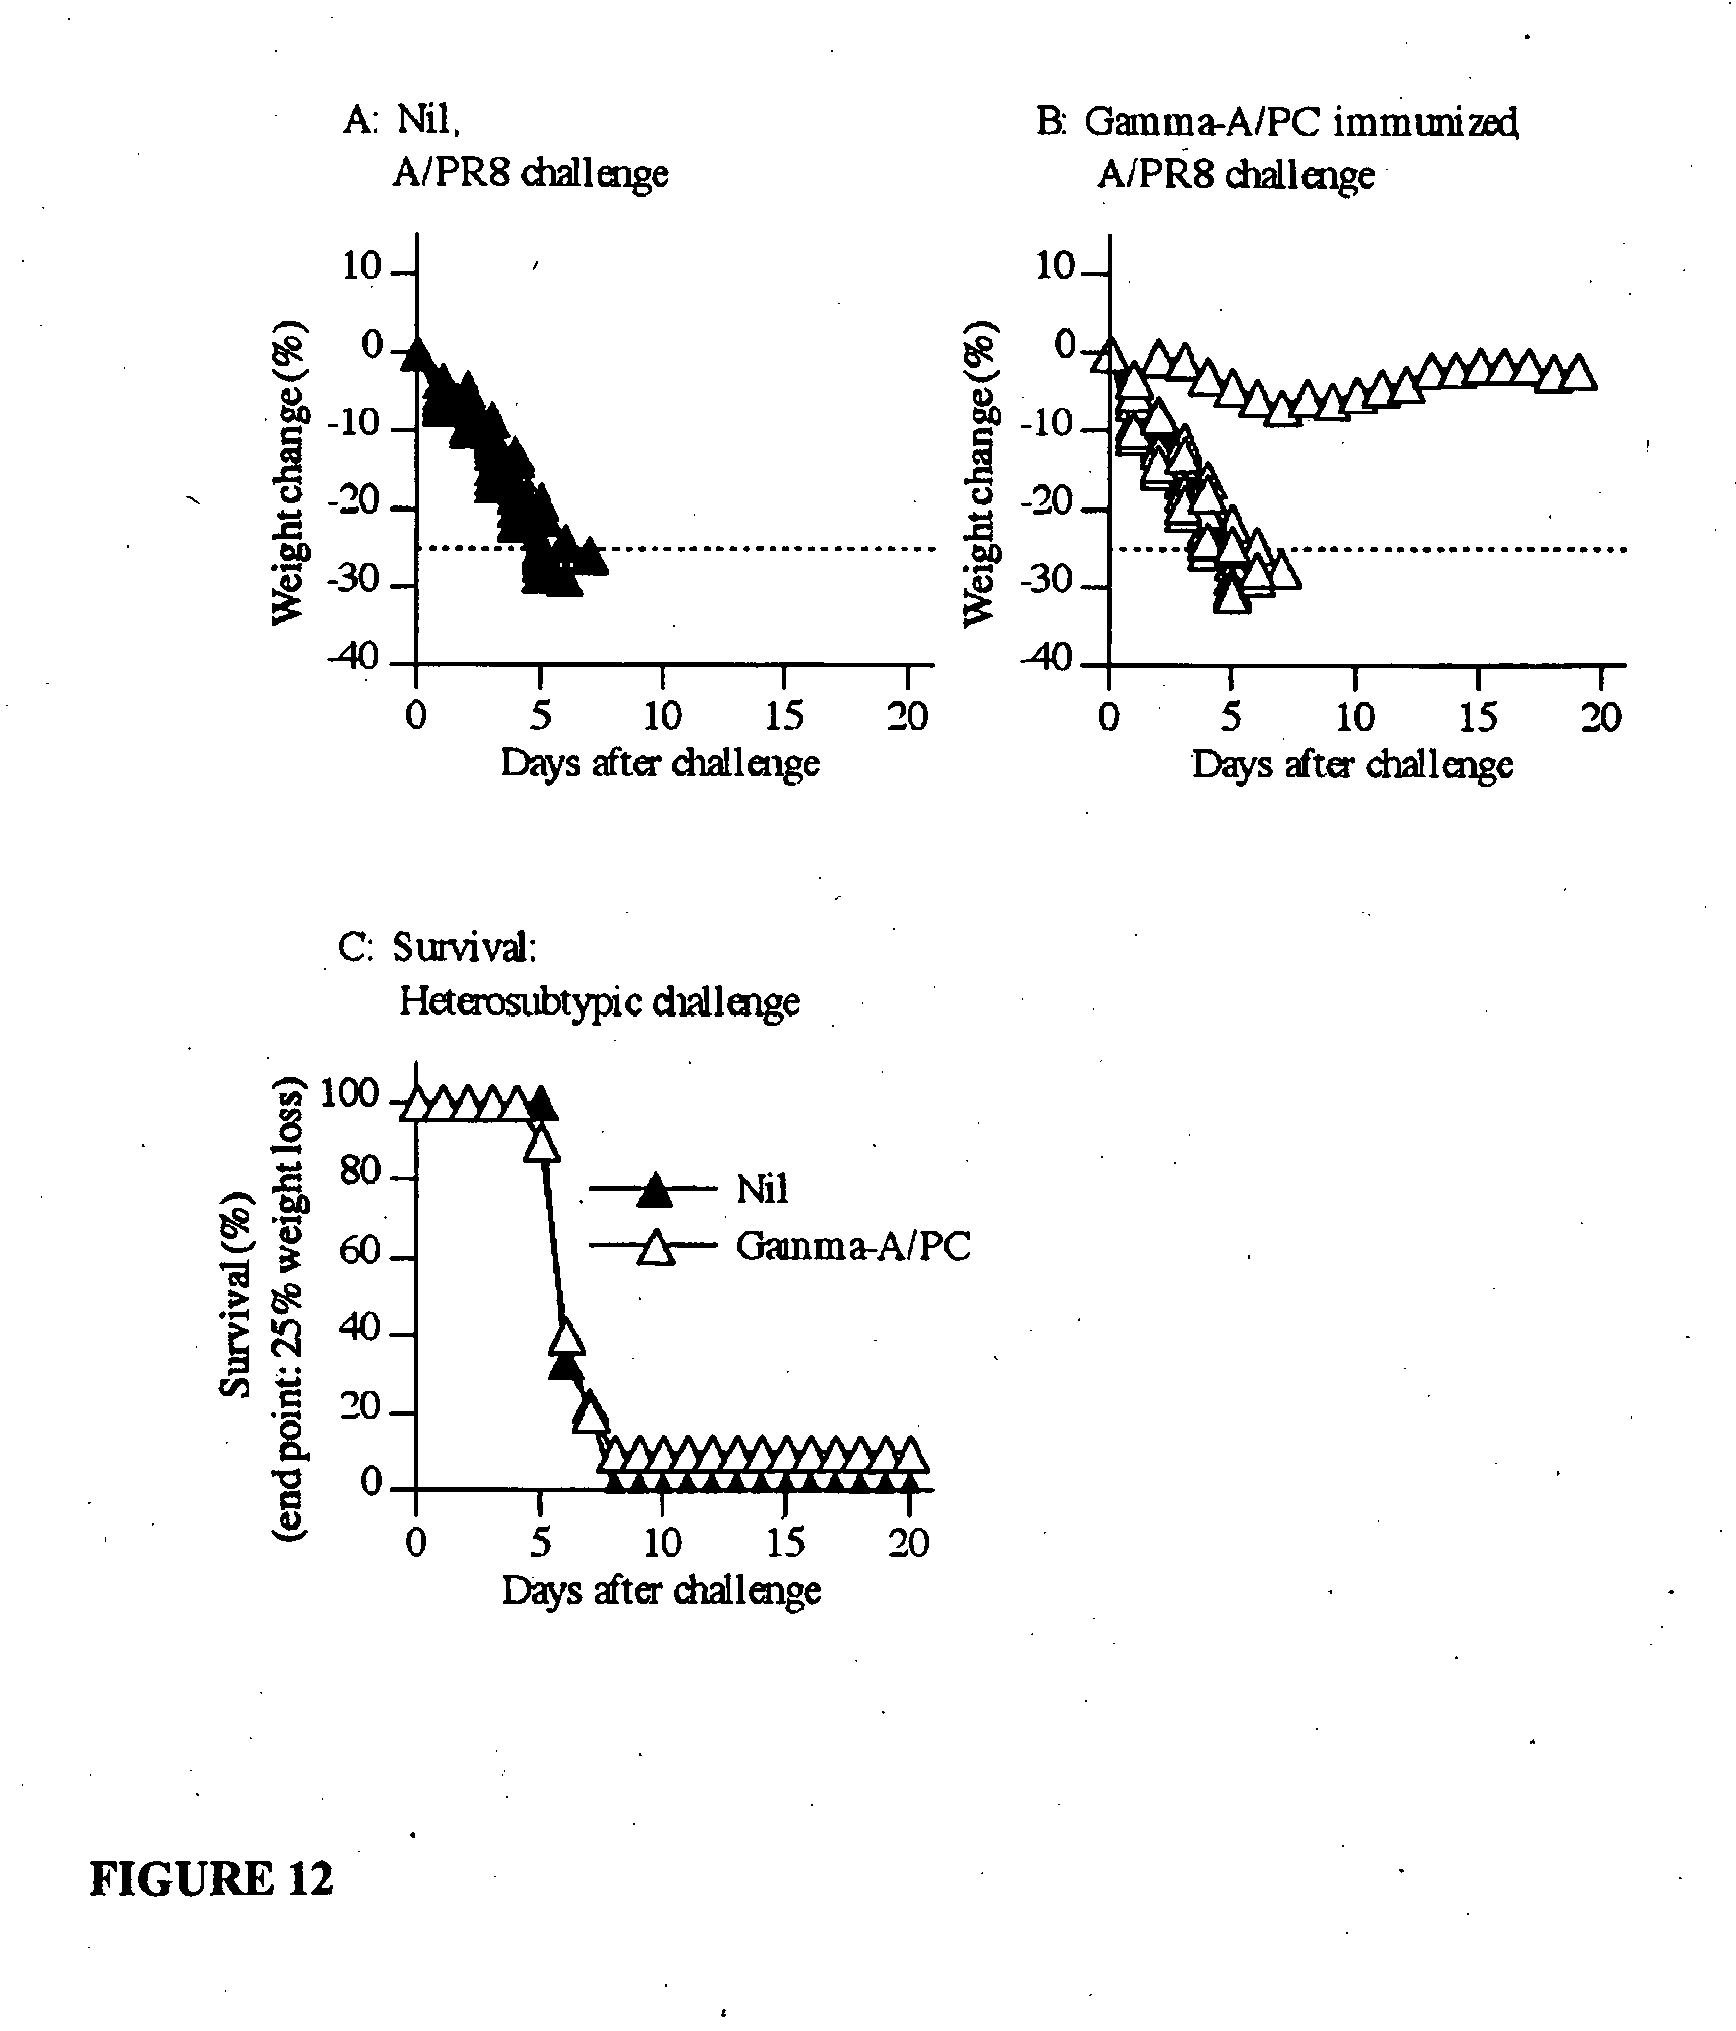 A: Nil,
A/PR8 challenge
10
0
-10
-20
-30
-40
Weight change (%)
0 5 10 15 20
Days after challenge
B: Gamma-A/PC immunized,
A/PR8 challenge
10
0
-10
-20
-30
-40
Weight change (%)
0 5 10 15 20
Days after challenge
C: Survival:
Heterosubtypic challenge
Survival (%)
(end point: 25% weight loss)
100
80
60
40
20
0
Nil
Gamma-A/PC
0 5 10 15 20
Days after challenge
FIGURE 12